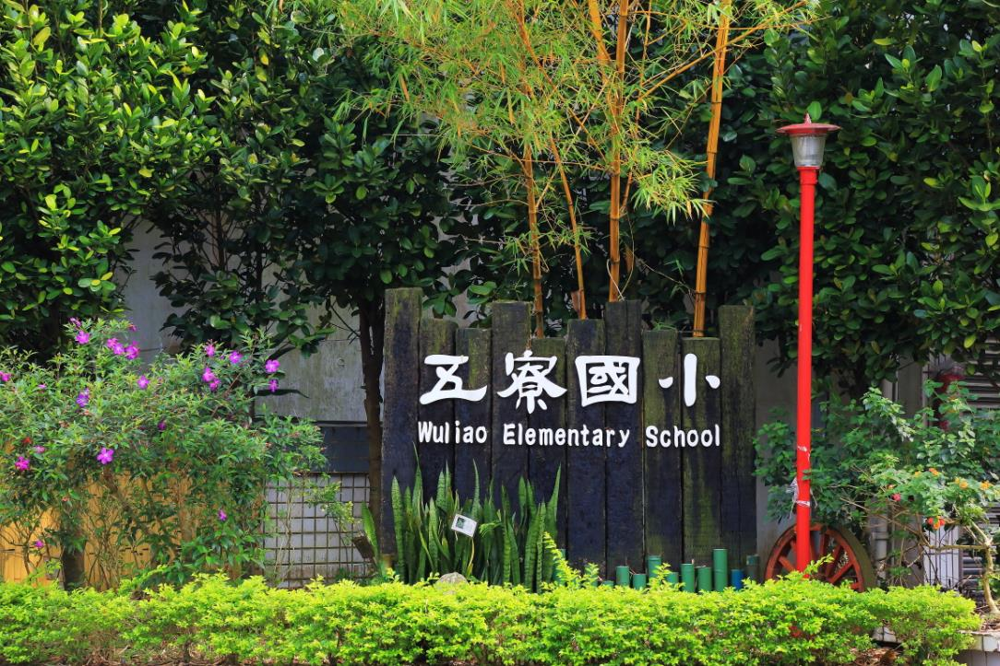 五寮國小
Wuliao Elementary School